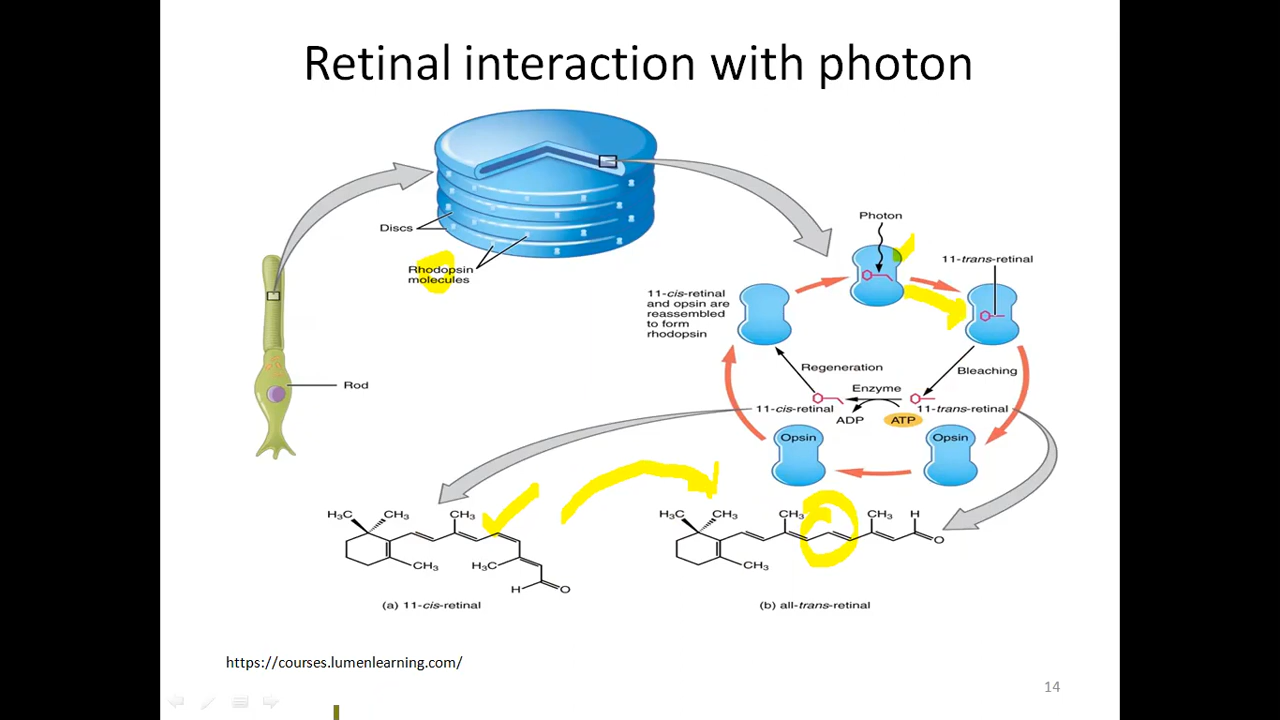 Retinal interaction with photon
Discs
Rhodopsin
molecules
Rod
Photon
11-trans-retinal
11-cis-retinal
and opsin are
reassembled
to form
rhodopsin
Regeneration
Bleaching
Enzyme
11-cis-retinal
ADP
ATP
11-trans-retinal
Opsin
Opsin
H₃C
CH₃
CH₃
CH₃
H₃C
H
O
(a) 11-cis-retinal
H₃C
CH₃
CH₃
CH₃
H
CH₃
O
(b) all-trans-retinal
https://courses.lumenlearning.com/
14